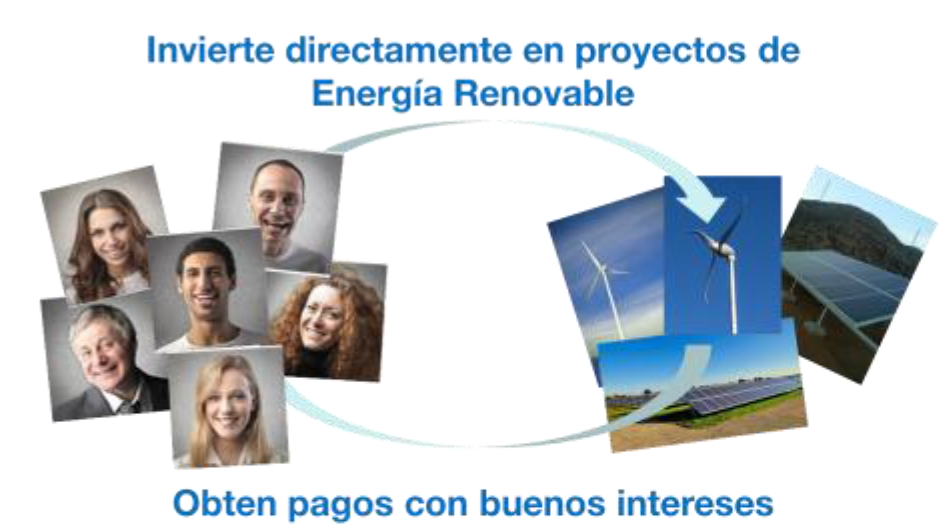 Invierte directamente en proyectos de
Energía Renovable
Obten pagos con buenos intereses